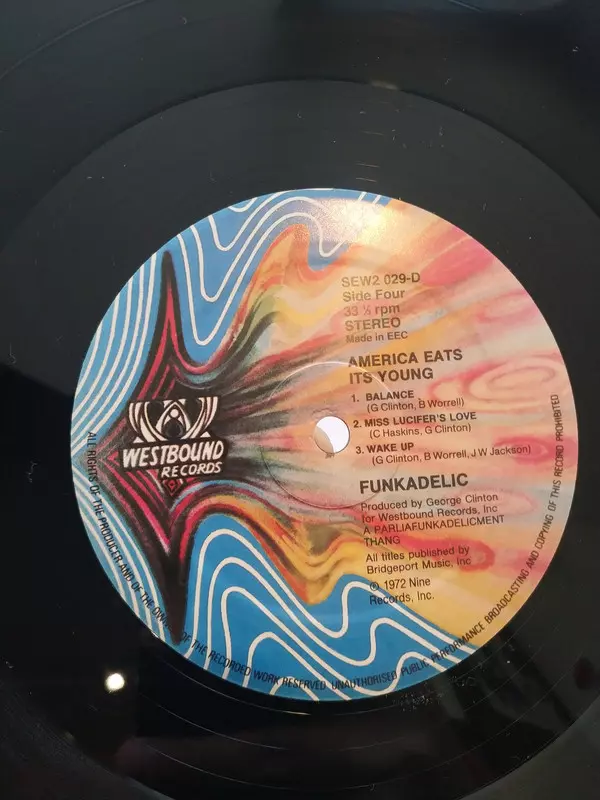 SEW2 029-D
Side Four
33 ⅓ rpm
STEREO
Made in EEC
AMERICA EATS
ITS YOUNG
1. BALANCE
(G Clinton, B Worrell)
2. MISS LUCIFER'S LOVE
(C Haskins, G Clinton)
3. WAKE UP
(G Clinton, B Worrell, J W Jackson)
FUNKADELIC
Produced by George Clinton
for Westbound Records, Inc
A PARLIAFUNKADELICMENT
THANG
All titles published by
Bridgeport Music, Inc
℗ 1972 Nine
Records, Inc.
WESTBOUND
RECORDS
ALL RIGHTS OF THE PRODUCER AND OF THE OWNER OF THE RECORDED WORK RESERVED. UNAUTHORISED PUBLIC PERFORMANCE BROADCASTING AND COPYING OF THIS RECORD PROHIBITED